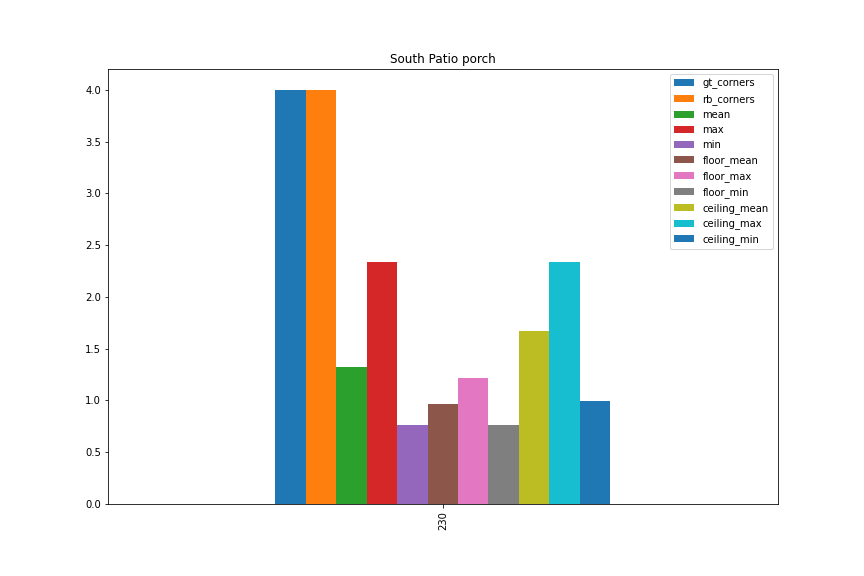 South Patio porch
4.0
3.5
3.0
2.5
2.0
1.5
1.0
0.5
0.0
230
gt_corners
rb_corners
mean
max
min
floor_mean
floor_max
floor_min
ceiling_mean
ceiling_max
ceiling_min